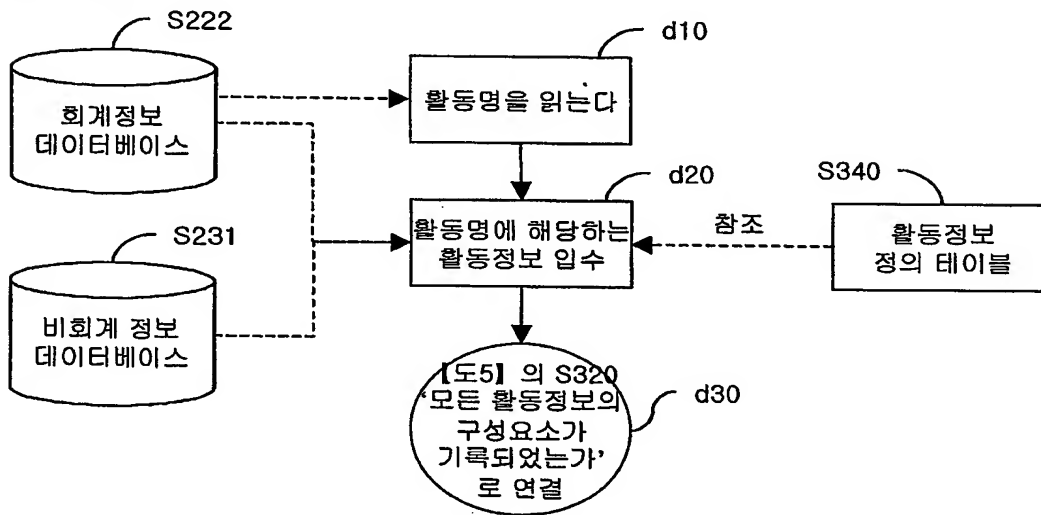 S222
d10
회계정보
데이터베이스
활동명을 읽는다
d20
S340
S231
활동명에 해당하는
활동정보 입수
참조
활동정보
정의 테이블
비회계 정보
데이터베이스
【도5】의 S320
‘모든 활동정보의
구성요소가
기록되었는가’
로 연결
d30